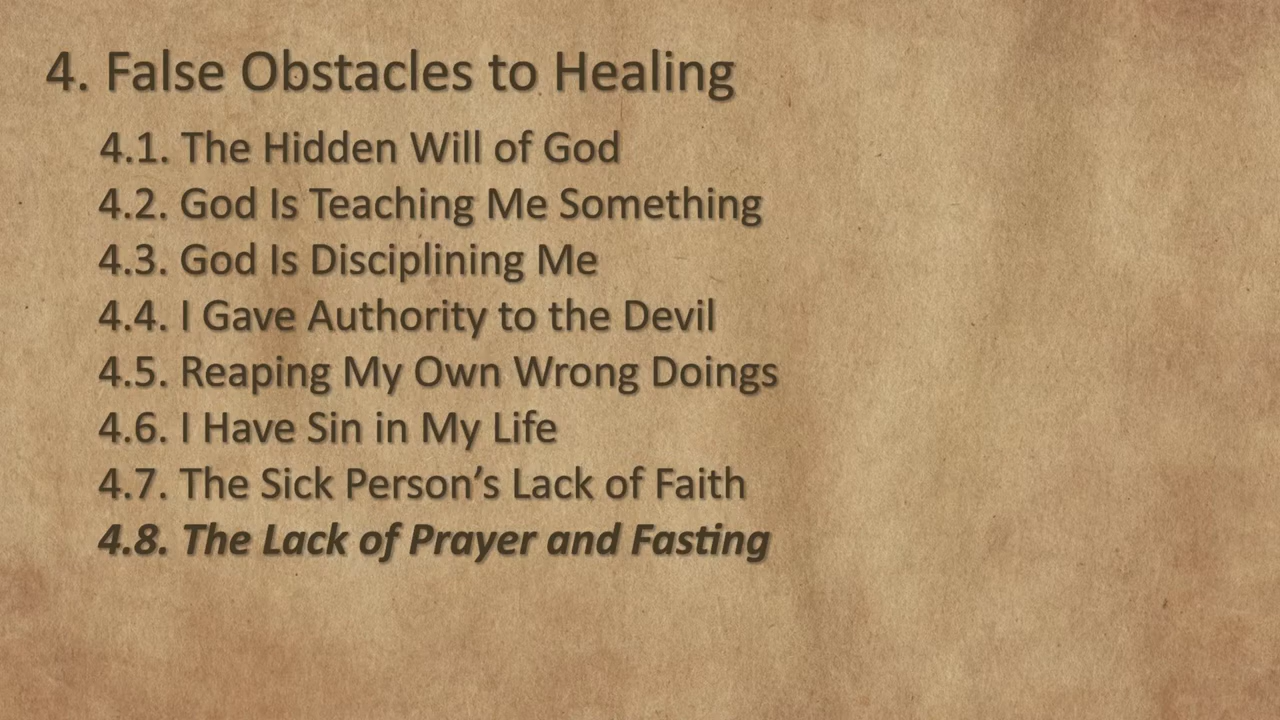 4. False Obstacles to Healing
4.1. The Hidden Will of God
4.2. God Is Teaching Me Something
4.3. God Is Disciplining Me
4.4. I Gave Authority to the Devil
4.5. Reaping My Own Wrong Doings
4.6. I Have Sin in My Life
4.7. The Sick Person’s Lack of Faith
4.8. The Lack of Prayer and Fasting